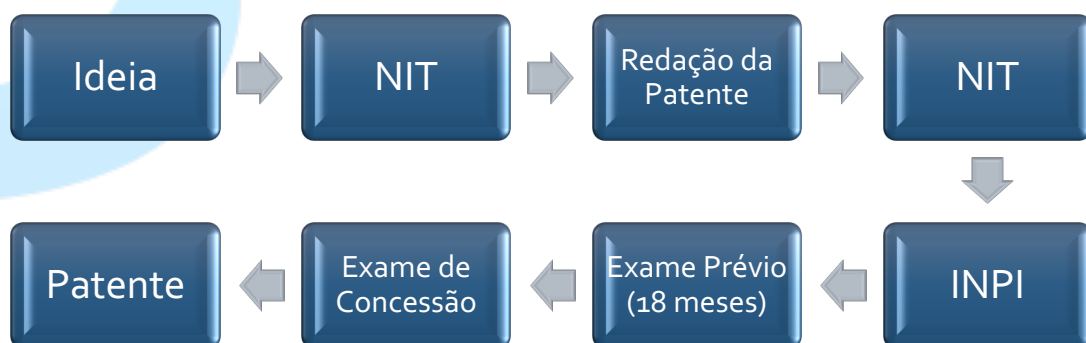 Ideia
NIT
Redação da
Patente
NIT
INPI
Exame Prévio
(18 meses)
Exame de
Concessão
Patente